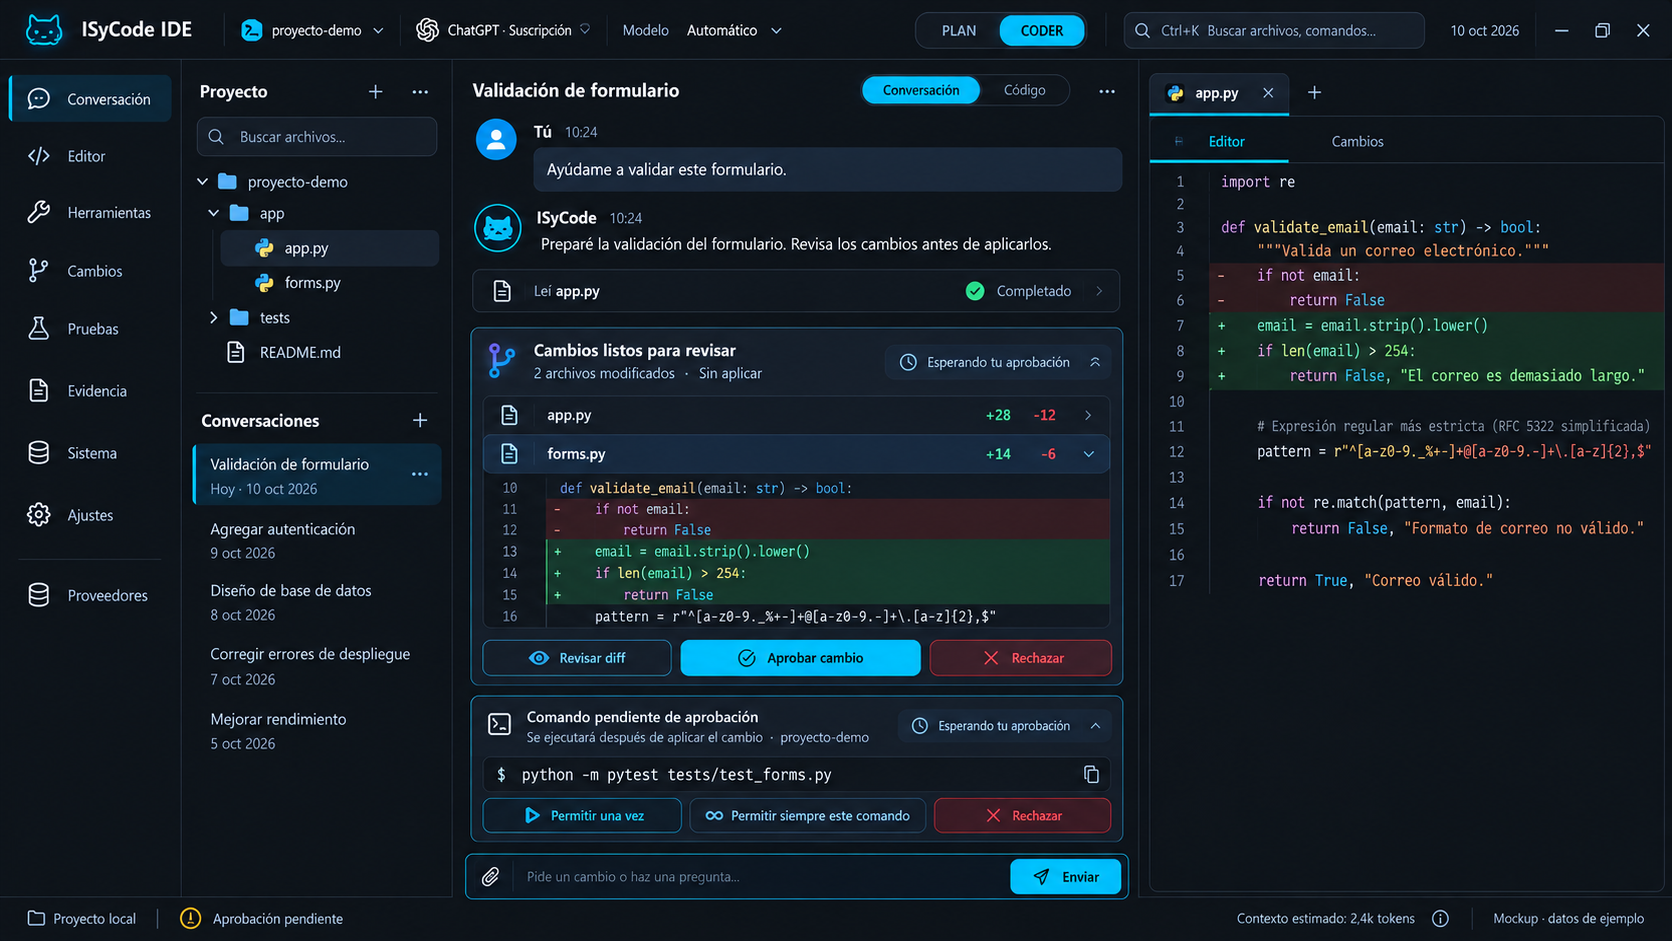 ISyCode IDE
proyecto-demo
ChatGPT · Suscripción
Modelo Automático
PLAN CODER
Ctrl+K Buscar archivos, comandos...
10 oct 2026
Conversación
Editor
Herramientas
Cambios
Pruebas
Evidencia
Sistema
Ajustes
Proveedores
Proyecto
Buscar archivos...
proyecto-demo
app
app.py
forms.py
tests
README.md
Conversaciones
Validación de formulario
Hoy · 10 oct 2026
Agregar autenticación
9 oct 2026
Diseño de base de datos
8 oct 2026
Corregir errores de despliegue
7 oct 2026
Mejorar rendimiento
5 oct 2026
Validación de formulario
Conversación Código
Tú 10:24
Ayúdame a validar este formulario.
ISyCode 10:24
Preparé la validación del formulario. Revisa los cambios antes de aplicarlos.
Leí app.py Completado
Cambios listos para revisar
2 archivos modificados · Sin aplicar
Esperando tu aprobación
app.py +28 -12
forms.py +14 -6
10 def validate_email(email: str) -> bool:
11 - if not email:
12 - return False
13 + email = email.strip().lower()
14 + if len(email) > 254:
15 + return False
16 pattern = r"^[a-z0-9._%+-]+@[a-z0-9.-]+\.[a-z]{2},$"
Revisar diff Aprobar cambio Rechazar
Comando pendiente de aprobación
Se ejecutará después de aplicar el cambio · proyecto-demo
Esperando tu aprobación
$ python -m pytest tests/test_forms.py
Permitir una vez Permitir siempre este comando Rechazar
Pide un cambio o haz una pregunta...
Enviar
app.py
Editor Cambios
1 import re
2
3 def validate_email(email: str) -> bool:
4 """Valida un correo electrónico."""
5 - if not email:
6 - return False
7 + email = email.strip().lower()
8 + if len(email) > 254:
9 + return False, "El correo es demasiado largo."
10
11 # Expresión regular más estricta (RFC 5322 simplificada)
12 pattern = r"^[a-z0-9._%+-]+@[a-z0-9.-]+\.[a-z]{2},$"
13
14 if not re.match(pattern, email):
15 return False, "Formato de correo no válido."
16
17 return True, "Correo válido."
Proyecto local
Aprobación pendiente
Contexto estimado: 2,4k tokens
Mockup · datos de ejemplo